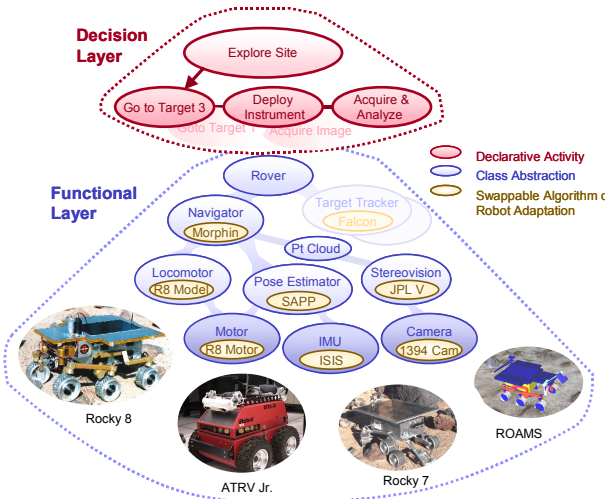 Decision
Layer
Explore Site
Go to Target 3
Deploy
Instrument
Acquire &
Analyze
Goto Target 1
Acquire Image
Declarative Activity
Class Abstraction
Swappable Algorithm o
Robot Adaptation
Functional
Layer
Rover
Target Tracker
Falcon
Navigator
Morphin
Pt Cloud
Locomotor
R8 Model
Pose Estimator
SAPP
Stereovision
JPL V
Motor
R8 Motor
IMU
ISIS
Camera
1394 Cam
Rocky 8
ATRV Jr.
Rocky 7
ROAMS